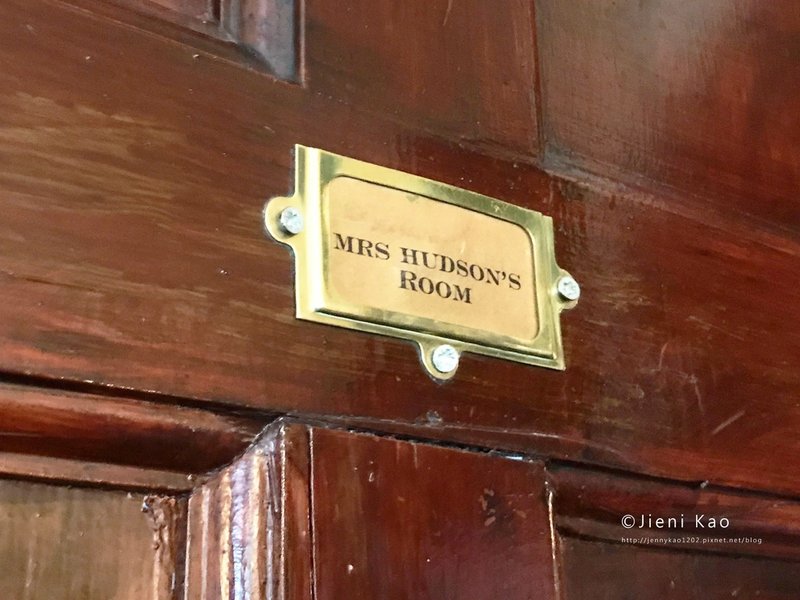 MRS HUDSON'S
ROOM
©Jieni Kao
http://jennykao1202.pixnet.net/blog